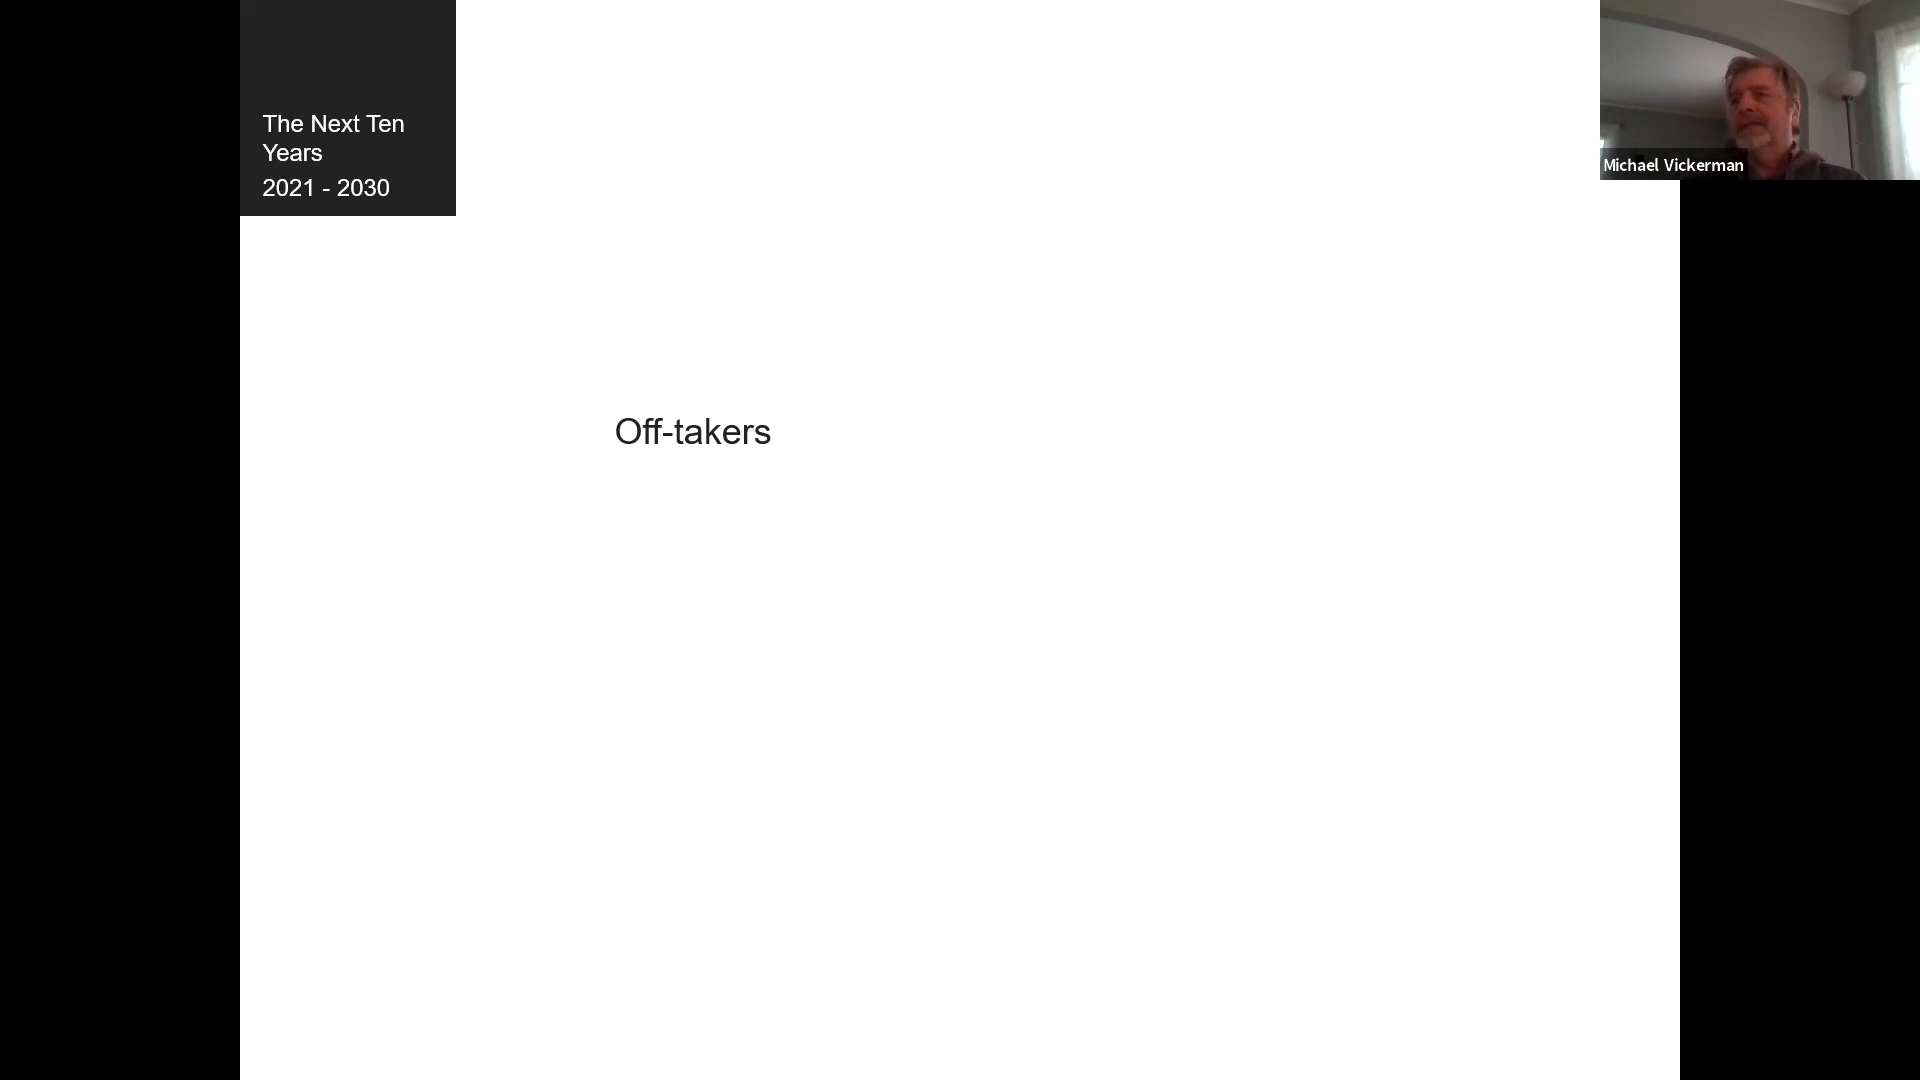 The Next Ten
Years
2021 - 2030
Michael Vickerman
Off-takers